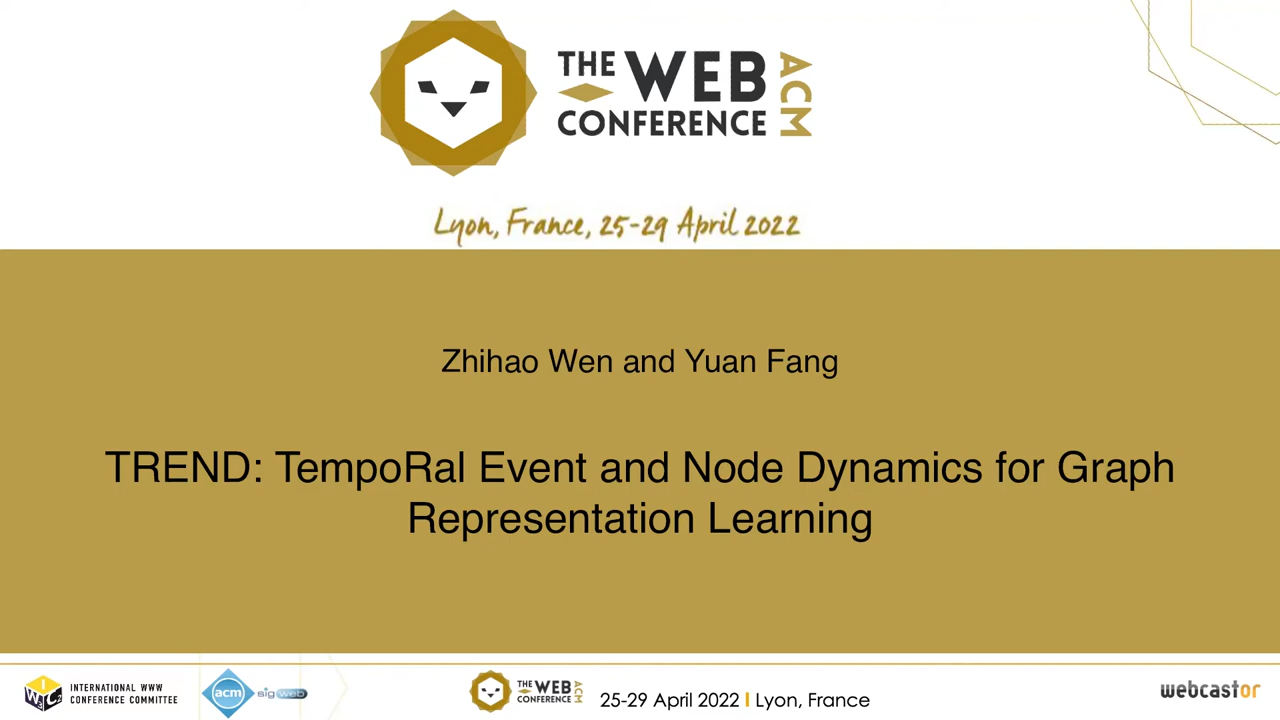 THE WEB
CONFERENCE
ACM
Lyon, France, 25-29 April 2022
Zhihao Wen and Yuan Fang
TREND: TempoRal Event and Node Dynamics for Graph
Representation Learning
INTERNATIONAL WWW
CONFERENCE COMMITTEE
acm
sigweb
THE WEB
CONFERENCE
ACM
25-29 April 2022 I Lyon, France
webcastor